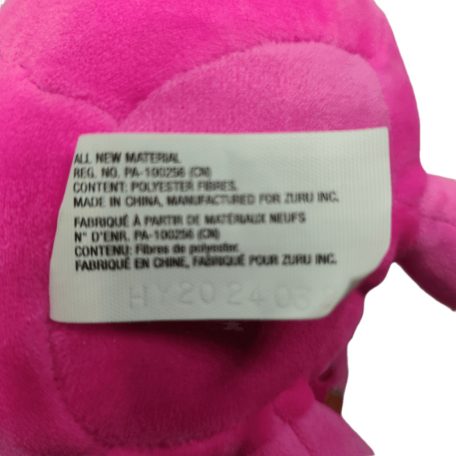 ALL NEW MATERIAL
REG. NO. PA-100256 (CN)
CONTENT: POLYESTER FIBRES.
MADE IN CHINA, MANUFACTURED FOR ZURU INC.
FABRIQUÉ À PARTIR DE MATÉRIAUX NEUFS
N° D'ENR. PA-100256 (CN)
CONTENU: Fibres de polyester.
FABRIQUÉ EN CHINE, FABRIQUÉ POUR ZURU INC.
HY202405